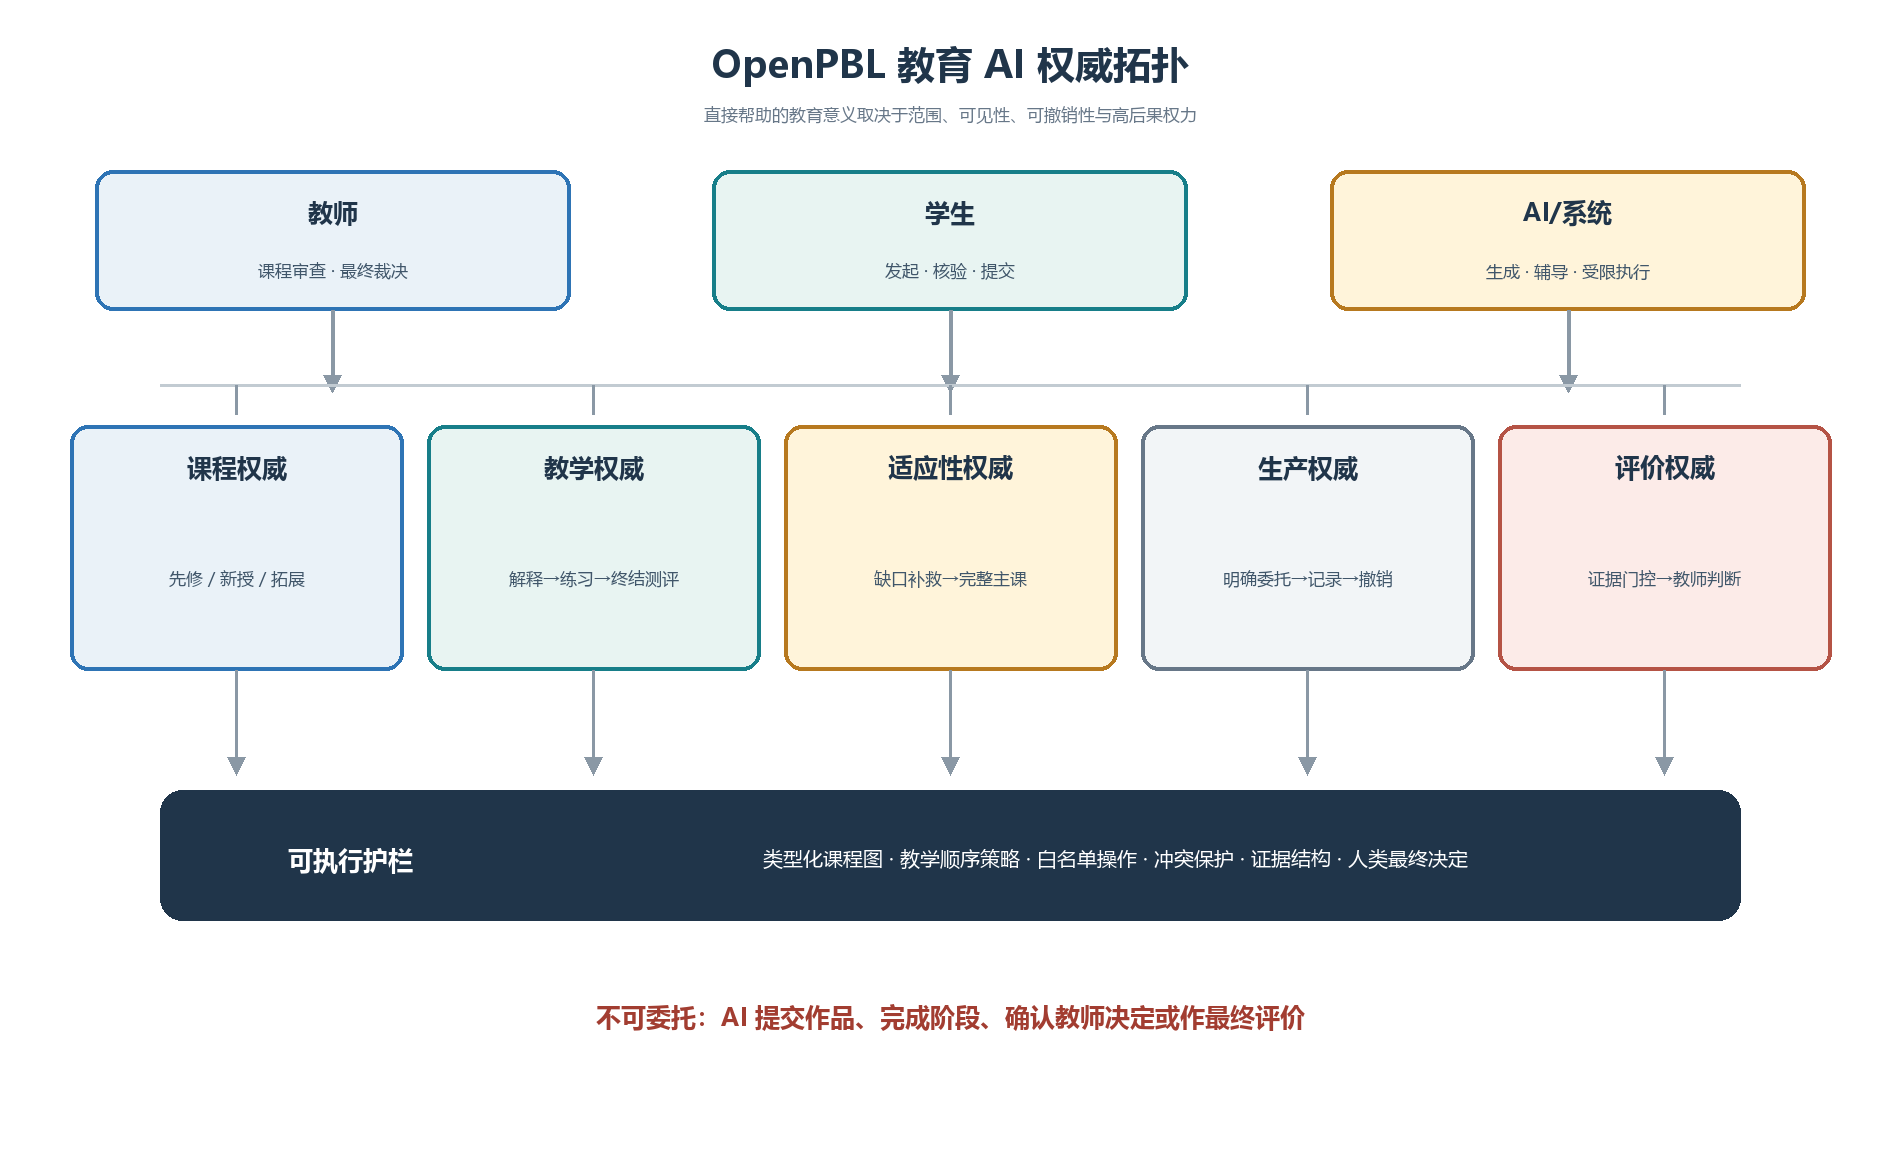 OpenPBL 教育 AI 权威拓扑
直接帮助的教育意义取决于范围、可见性、可撤销性与高后果权力
教师
课程审查 · 最终裁决
学生
发起 · 核验 · 提交
AI/系统
生成 · 辅导 · 受限执行
课程权威
先修 / 新授 / 拓展
教学权威
解释→练习→终结测评
适应性权威
缺口补救→完整主课
生产权威
明确委托→记录→撤销
评价权威
证据门控→教师判断
可执行护栏
类型化课程图 · 教学顺序策略 · 白名单操作 · 冲突保护 · 证据结构 · 人类最终决定
不可委托：AI 提交作品、完成阶段、确认教师决定或作最终评价